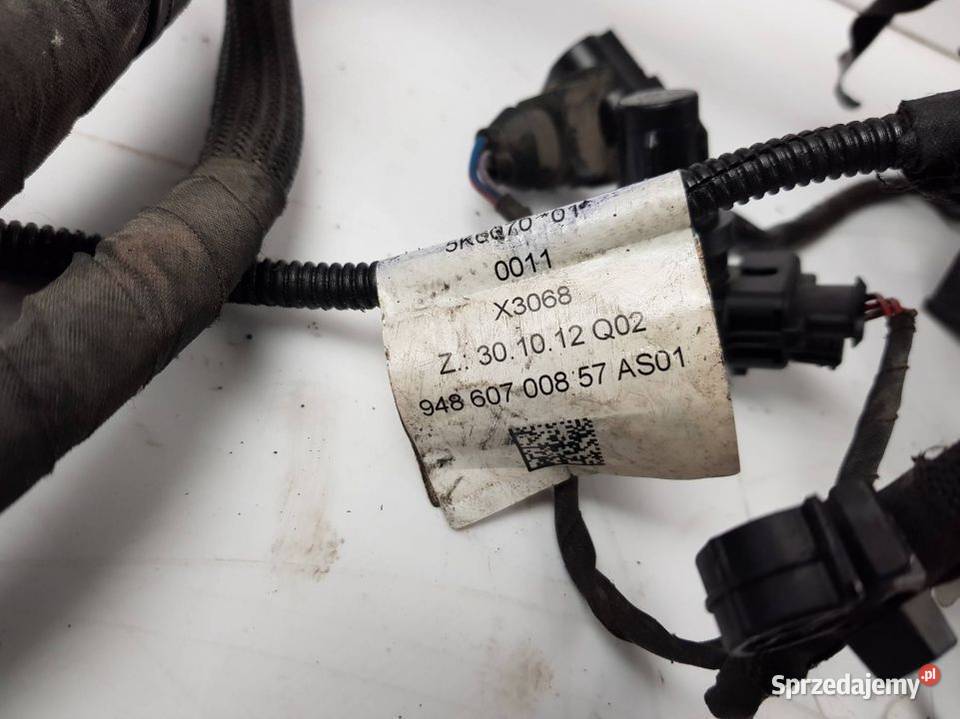 0011
X3068
Z.: 30.10.12 Q02
948 607 008 57 AS01
Sprzedajemy.pl